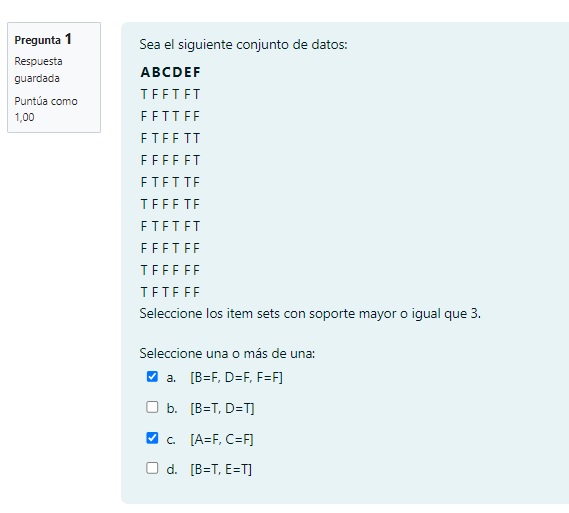 Pregunta 1
Respuesta
guardada
Puntúa como
1,00
Sea el siguiente conjunto de datos:
A B C D E F
T F F T F T
F F T T F F
F T F F T T
F F F F F T
F T F T T F
T F F F T F
F T F T F T
F F F T F F
T F F F F F
T F T F F F
Seleccione los item sets con soporte mayor o igual que 3.
Seleccione una o más de una:
a. [B=F, D=F, F=F]
b. [B=T, D=T]
c. [A=F, C=F]
d. [B=T, E=T]